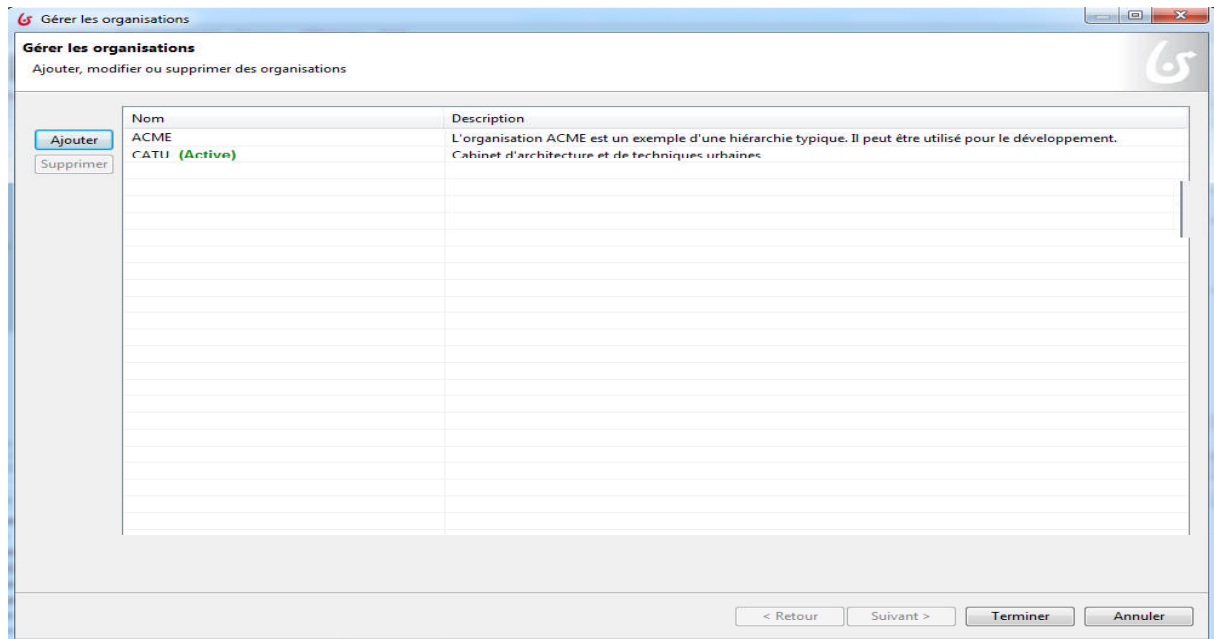 Gérer les organisations
Gérer les organisations
Ajouter, modifier ou supprimer des organisations
Nom Description
Ajouter ACME L'organisation ACME est un exemple d'une hiérarchie typique. Il peut être utilisé pour le développement.
Supprimer CATU (Active) Cabinet d'architecture et de techniques urbaines
< Retour Suivant > Terminer Annuler